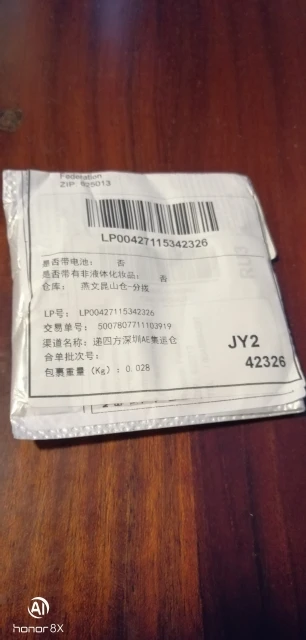 Federation
ZIP 625013
LP00427115342326
是否带电池： 否
是否带有非液体化妆品： 否
仓库： 燕文昆山仓-分拨
LP号： LP00427115342326
交易单号： 5007807711103919
渠道名称： 递四方深圳AE集运仓
合单批次号：
包裹重量（Kg）：0.028
JY2
42326
AI
honor 8X